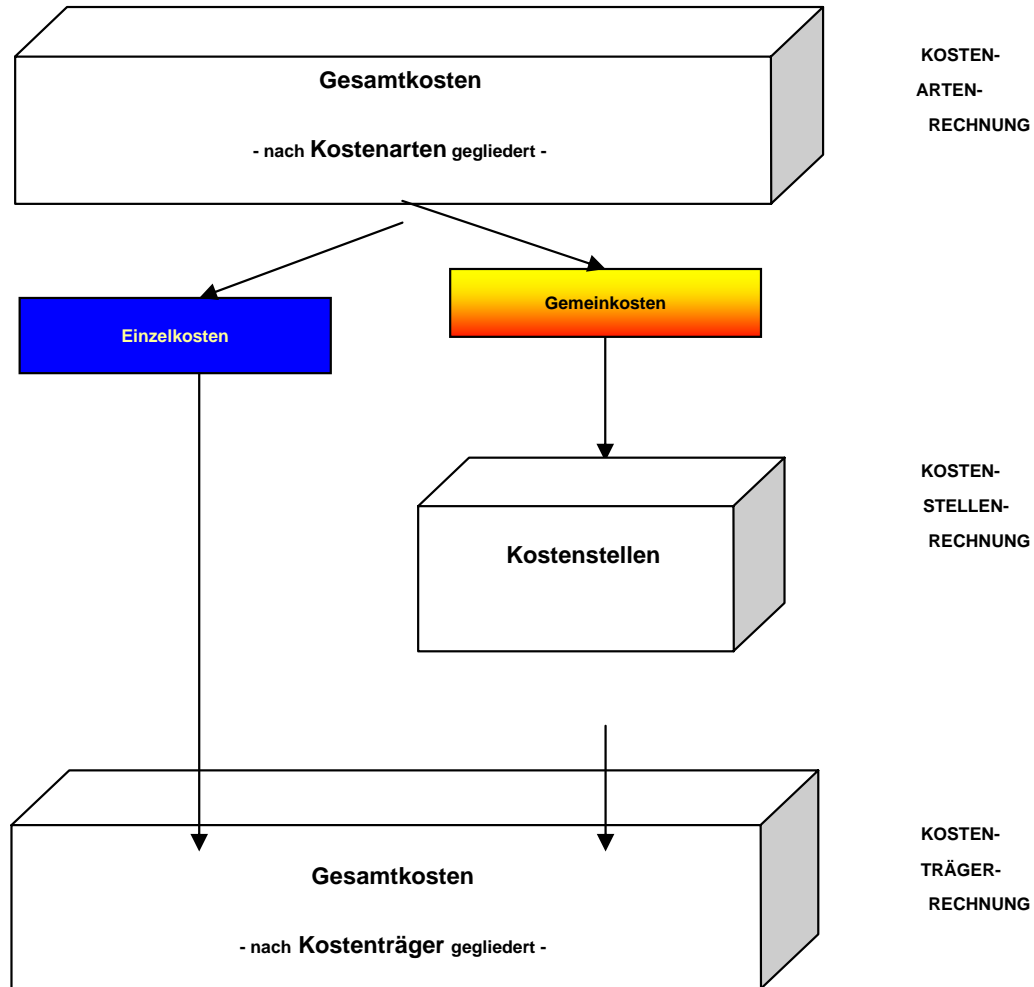 Gesamtkosten
- nach Kostenarten gegliedert -
KOSTEN-
ARTEN-
RECHNUNG
Einzelkosten
Gemeinkosten
Kostenstellen
KOSTEN-
STELLEN-
RECHNUNG
Gesamtkosten
- nach Kostenträger gegliedert -
KOSTEN-
TRÄGER-
RECHNUNG